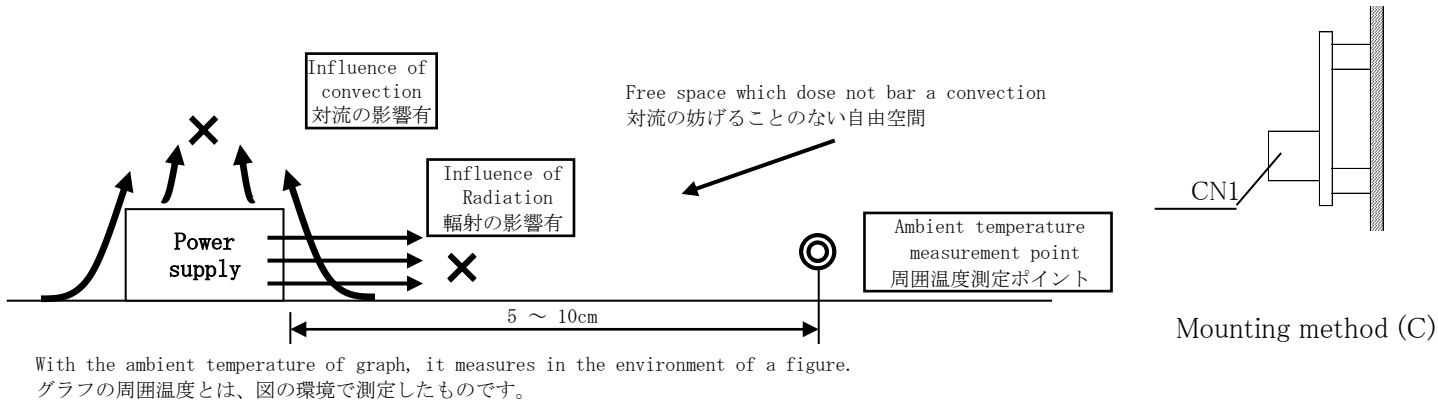 Influence of
convection
対流の影響有
Free space which dose not bar a convection
対流の妨げることのない自由空間
Influence of
Radiation
輻射の影響有
CN1
Power
supply
Ambient temperature
measurement point
周囲温度測定ポイント
5 ～ 10cm
Mounting method (C)
With the ambient temperature of graph, it measures in the environment of a figure.
グラフの周囲温度とは、図の環境で測定したものです。